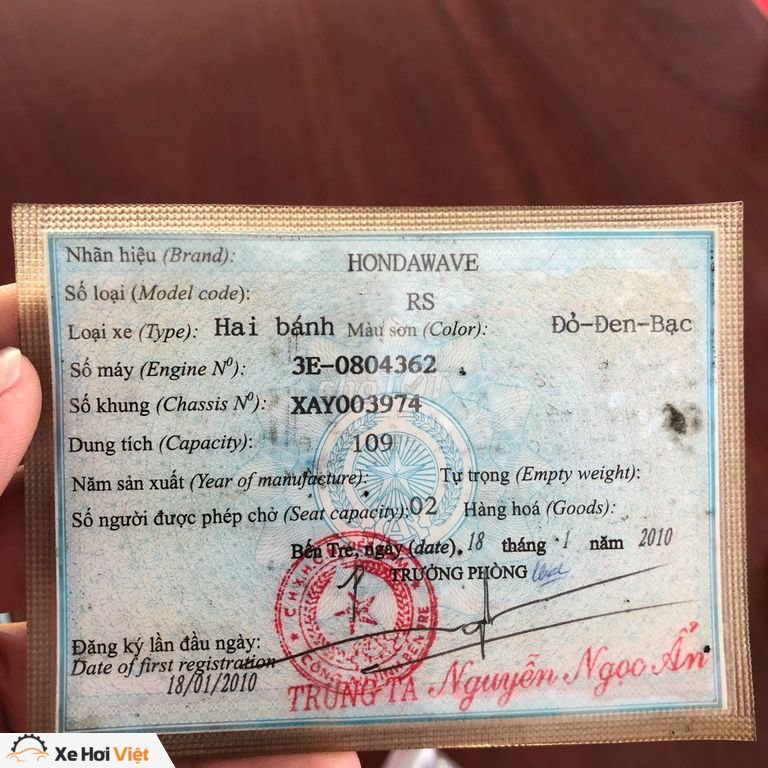 Nhãn hiệu (Brand): HONDAWAVE
Số loại (Model code): RS
Loại xe (Type): Hai bánh Màu sơn (Color): Đỏ-Đen-Bạc
Số máy (Engine Nº): 3E-0804362
Số khung (Chassis Nº): XAY003974
Dung tích (Capacity): 109
Năm sản xuất (Year of manufacture): Tự trọng (Empty weight):
Số người được phép chở (Seat capacity): 02 Hàng hoá (Goods):
Bến Tre, ngày (date). 18 tháng 1 năm 2010
TRƯỞNG PHÒNG
Đăng ký lần đầu ngày:
Date of first registration
18/01/2010
TRUNG TÁ Nguyễn Ngọc Ẩn
Xe Hơi Việt